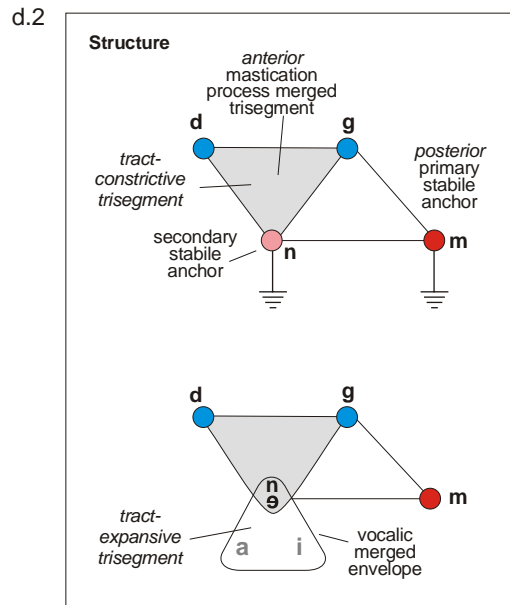 d.2
Structure
anterior
mastication
process merged
trisegment
d
g
tract-
constrictive
trisegment
posterior
primary
stabile
anchor
secondary
stabile
anchor
n
m
d
g
n
ɘ
m
tract-
expansive
trisegment
a
i
vocalic
merged
envelope